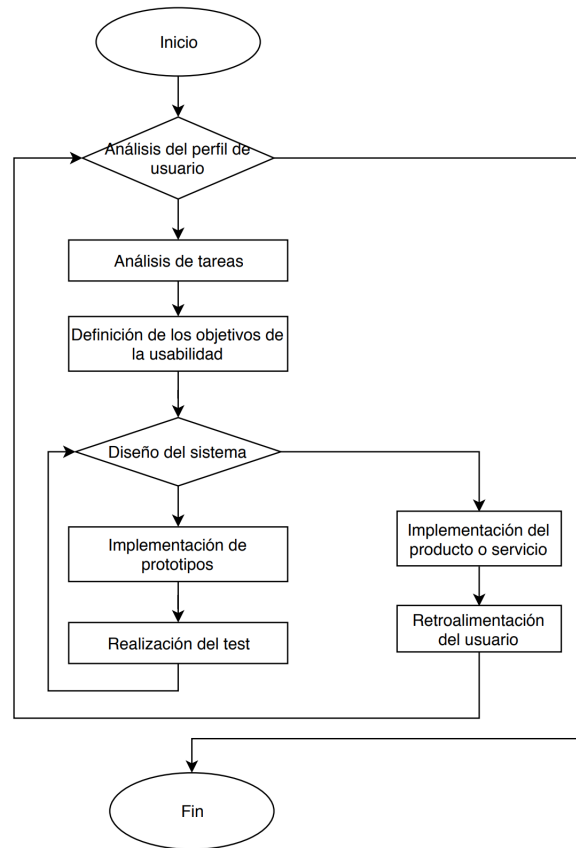 Inicio
Análisis del perfil de
usuario
Análisis de tareas
Definición de los objetivos de
la usabilidad
Diseño del sistema
Implementación de
prototipos
Implementación del
producto o servicio
Realización del test
Retroalimentación
del usuario
Fin